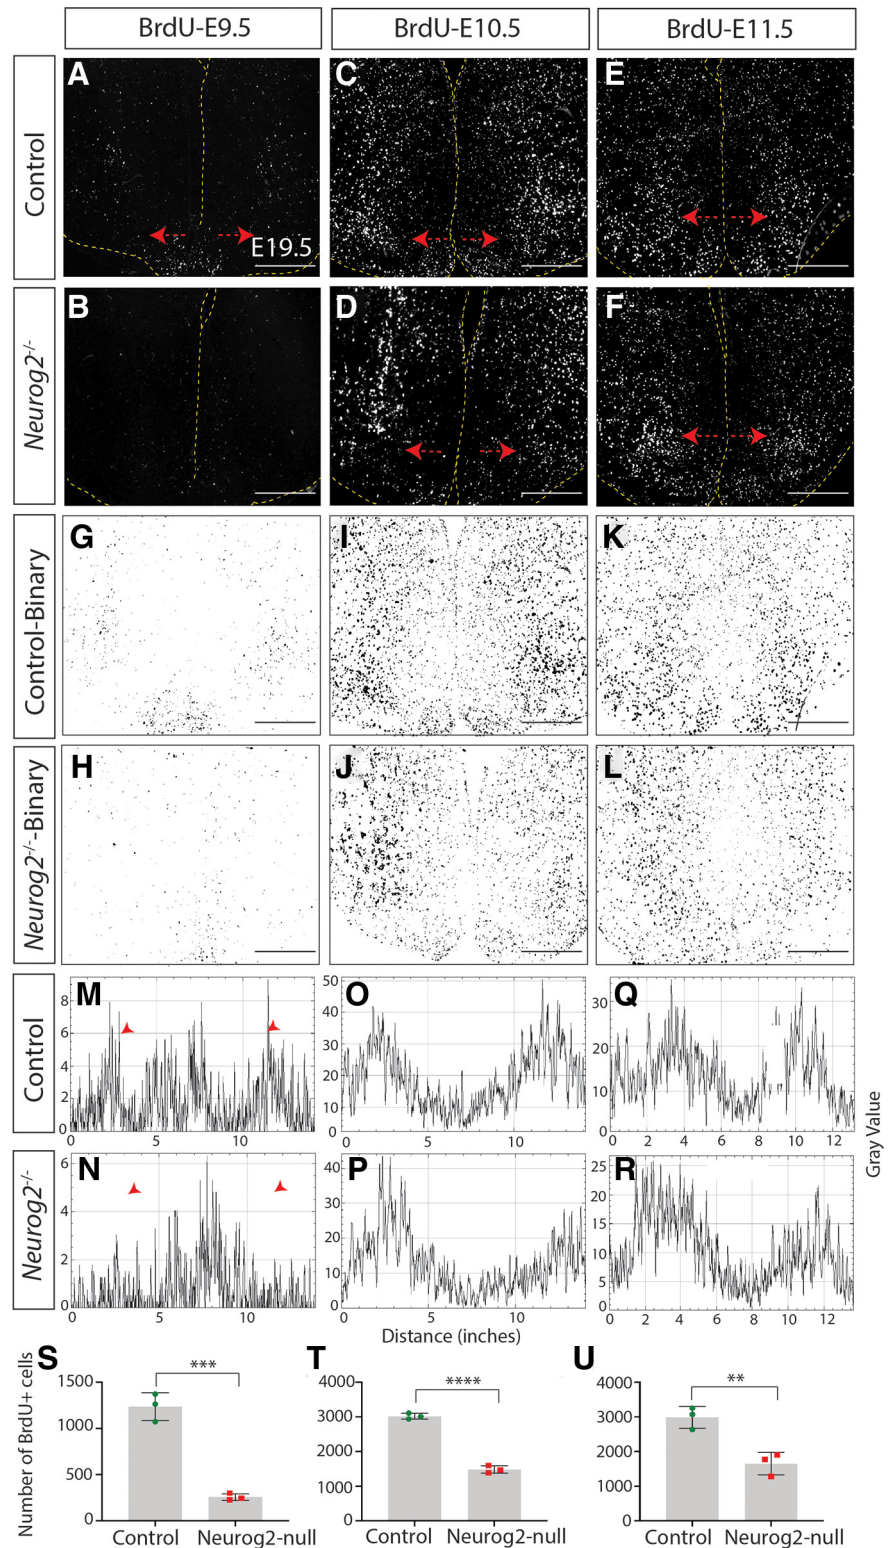 BrdU-E9.5 BrdU-E10.5 BrdU-E11.5
Control
A C E
E19.5
Neurog2-/-
B D F
Control-Binary
G I K
Neurog2-/--Binary
H J L
Control
M O Q
8 6 4 2 0
5 10
50 40 30 20 10 0
0 5 10
30 20 10 0
0 2 4 6 8 10 12
Gray Value
Neurog2-/-
N P R
6 4 2 0
0 5 10
40 30 20 10 0
0 5 10
25 20 15 10 5 0
0 2 4 6 8 10 12
Distance (inches)
S T U
Number of BrdU+ cells
*** **** **
1500 1000 500 0
4000 3000 2000 1000 0
4000 3000 2000 1000 0
Control Neurog2-null Control Neurog2-null Control Neurog2-null